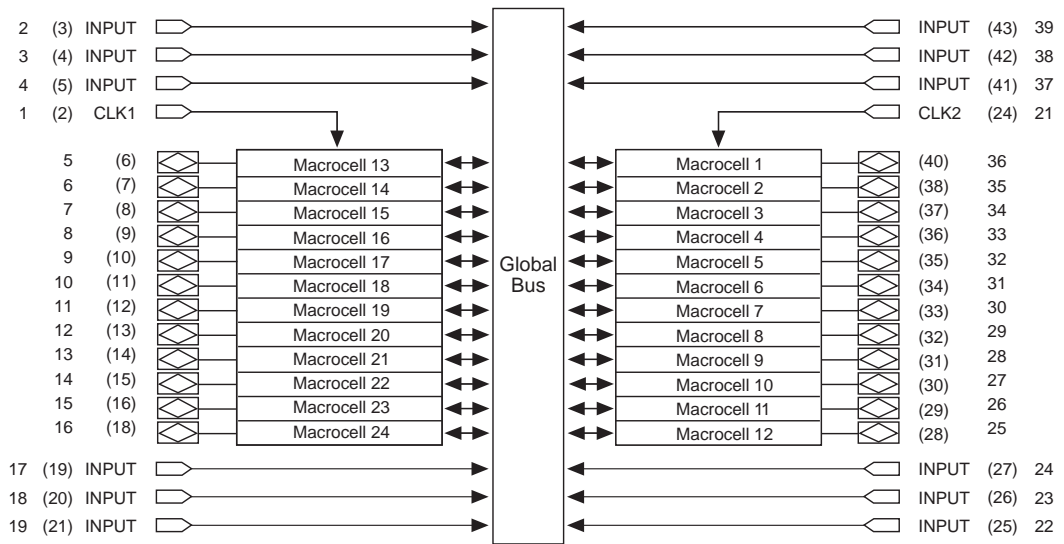 2 (3) INPUT INPUT (43) 39
3 (4) INPUT INPUT (42) 38
4 (5) INPUT INPUT (41) 37
1 (2) CLK1 CLK2 (24) 21
5 (6) Macrocell 13 Macrocell 1 (40) 36
6 (7) Macrocell 14 Macrocell 2 (38) 35
7 (8) Macrocell 15 Macrocell 3 (37) 34
8 (9) Macrocell 16 Macrocell 4 (36) 33
9 (10) Macrocell 17 Global Macrocell 5 (35) 32
10 (11) Macrocell 18 Bus Macrocell 6 (34) 31
11 (12) Macrocell 19 Macrocell 7 (33) 30
12 (13) Macrocell 20 Macrocell 8 (32) 29
13 (14) Macrocell 21 Macrocell 9 (31) 28
14 (15) Macrocell 22 Macrocell 10 (30) 27
15 (16) Macrocell 23 Macrocell 11 (29) 26
16 (18) Macrocell 24 Macrocell 12 (28) 25
17 (19) INPUT INPUT (27) 24
18 (20) INPUT INPUT (26) 23
19 (21) INPUT INPUT (25) 22